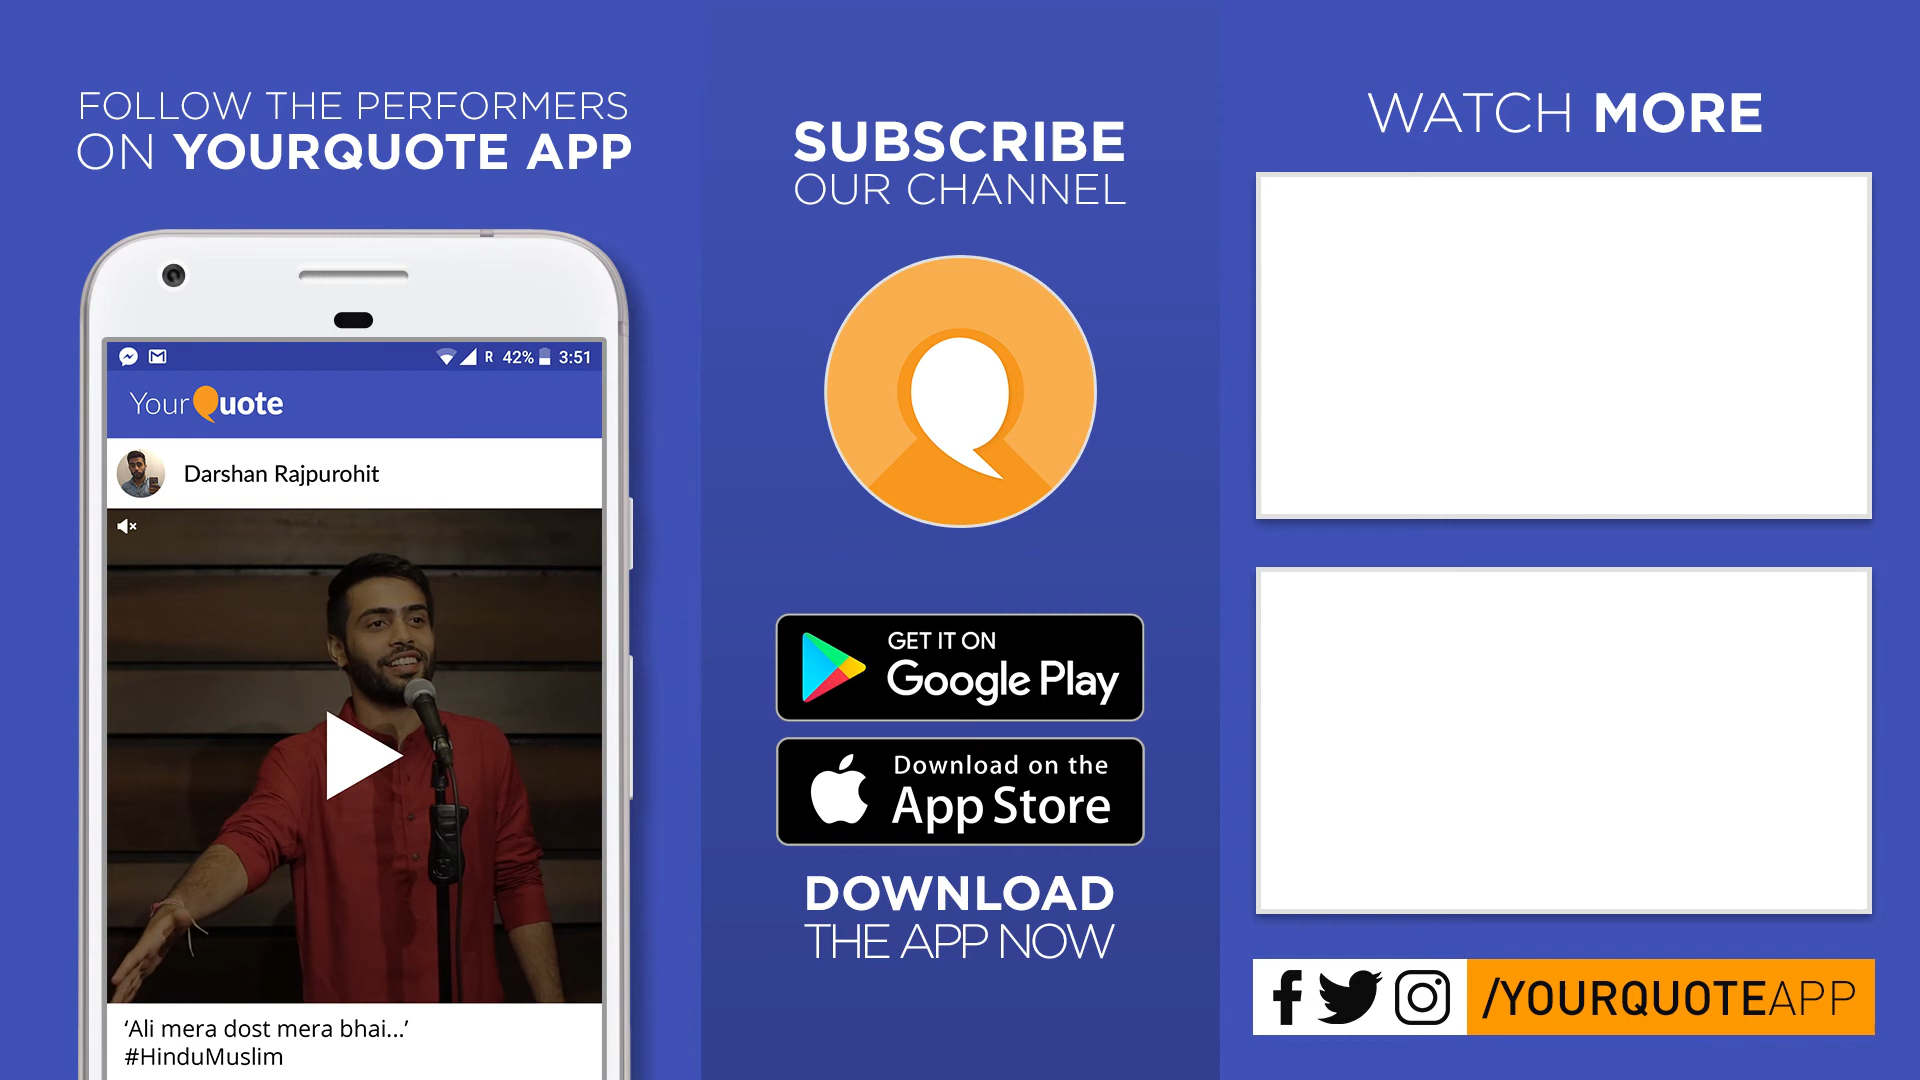 FOLLOW THE PERFORMERS
ON YOURQUOTE APP
R 42% 3:51
YourQuote
Darshan Rajpurohit
‘Ali mera dost mera bhai...’
#HinduMuslim
SUBSCRIBE
OUR CHANNEL
GET IT ON
Google Play
Download on the
App Store
DOWNLOAD
THE APP NOW
WATCH MORE
/YOURQUOTEAPP